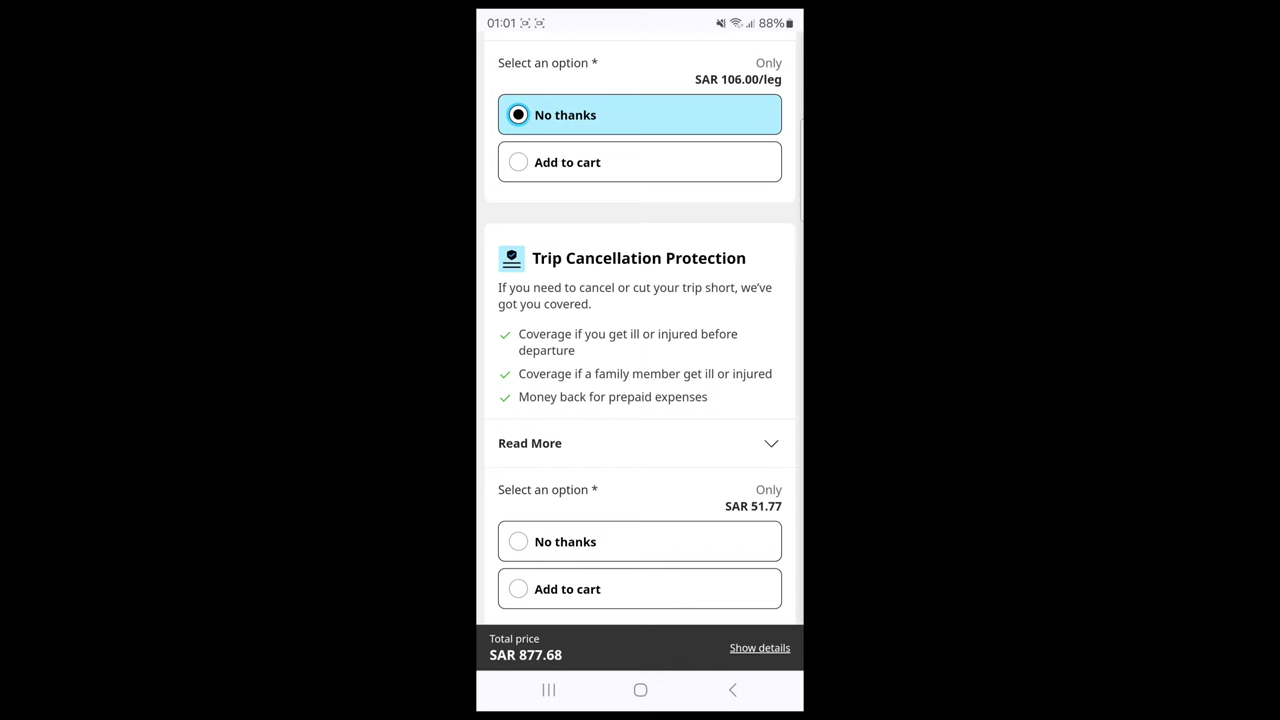 01:01 88%
Select an option * Only
SAR 106.00/leg
No thanks
Add to cart
Trip Cancellation Protection
If you need to cancel or cut your trip short, we've
got you covered.
Coverage if you get ill or injured before
departure
Coverage if a family member get ill or injured
Money back for prepaid expenses
Read More
Select an option * Only
SAR 51.77
No thanks
Add to cart
Total price
SAR 877.68
Show details